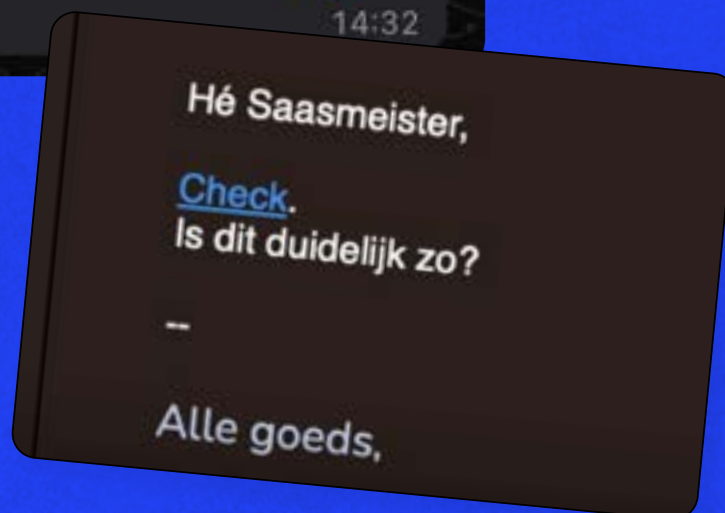 14:32
Hé Saasmeister,
Check.
Is dit duidelijk zo?
--
Alle goeds,